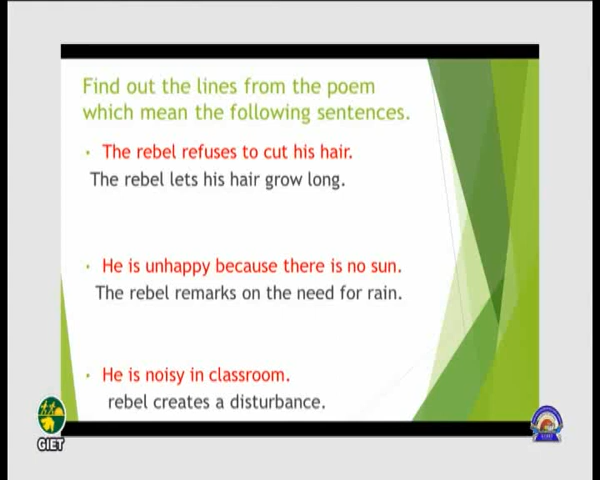 Find out the lines from the poem
which mean the following sentences.
• The rebel refuses to cut his hair.
The rebel lets his hair grow long.
• He is unhappy because there is no sun.
The rebel remarks on the need for rain.
• He is noisy in classroom.
rebel creates a disturbance.
GIET